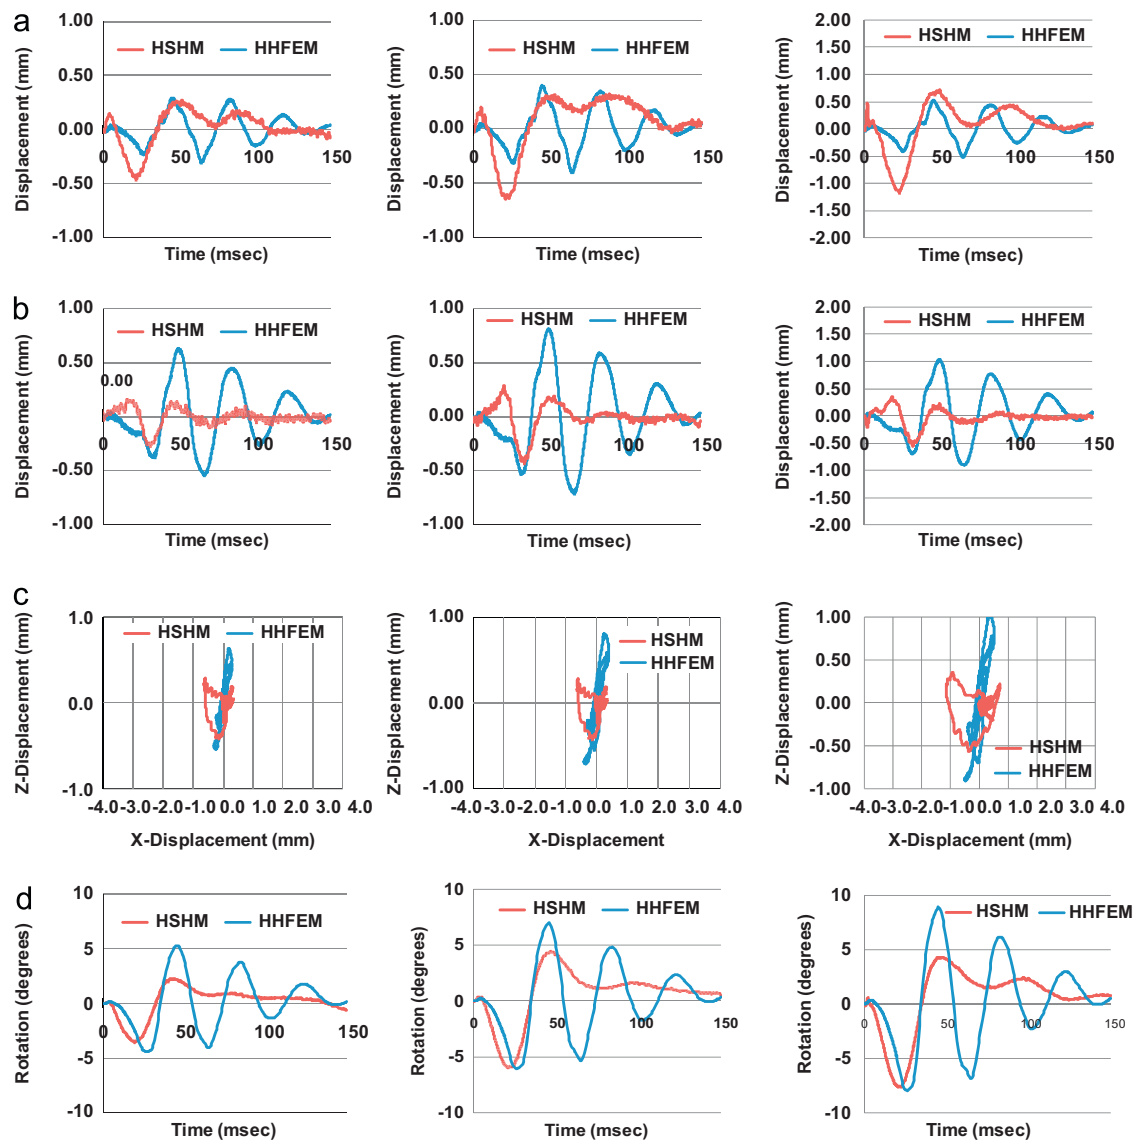 a
1.00
0.50
0.00
-0.50
-1.00
50
100
150
HSHM
HHFEM
Displacement (mm)
Time (msec)
1.00
0.50
0.00
-0.50
-1.00
50
100
150
HSHM
HHFEM
Displacement (mm)
Time (msec)
2.00
1.50
1.00
0.50
0.00
-0.50
-1.00
-1.50
-2.00
50
100
150
HSHM
HHFEM
Displacement (mm)
Time (msec)
b
1.00
0.50
0.00
-0.50
-1.00
0.00
50
100
150
HSHM
HHFEM
Displacement (mm)
Time (msec)
1.00
0.50
0.00
-0.50
-1.00
50
100
150
HSHM
HHFEM
Displacement (mm)
Time (msec)
2.00
1.50
1.00
0.50
0.00
-0.50
-1.00
-1.50
-2.00
50
100
150
HSHM
HHFEM
Displacement (mm)
Time (msec)
c
1.0
0.0
-1.0
HSHM
HHFEM
Z-Displacement (mm)
-4.0 -3.0 -2.0 -1.0 0.0 1.0 2.0 3.0 4.0
X-Displacement (mm)
1.00
0.00
-1.00
HSHM
HHFEM
Z-Displacement (mm)
-4.0 -3.0 -2.0 -1.0 0.0 1.0 2.0 3.0 4.0
X-Displacement
1.00
0.50
0.00
-0.50
-1.00
HSHM
HHFEM
Z-Displacement (mm)
-4.0 -3.0 -2.0 -1.0 0.0 1.0 2.0 3.0 4.0
X-Displacement (mm)
d
10
5
0
-5
-10
0
50
100
150
HSHM
HHFEM
Rotation (degrees)
Time (msec)
10
5
0
-5
-10
0
50
100
150
HSHM
HHFEM
Rotation (degrees)
Time (msec)
10
5
0
-5
-10
0
50
100
150
HSHM
HHFEM
Rotation (degrees)
Time (msec)